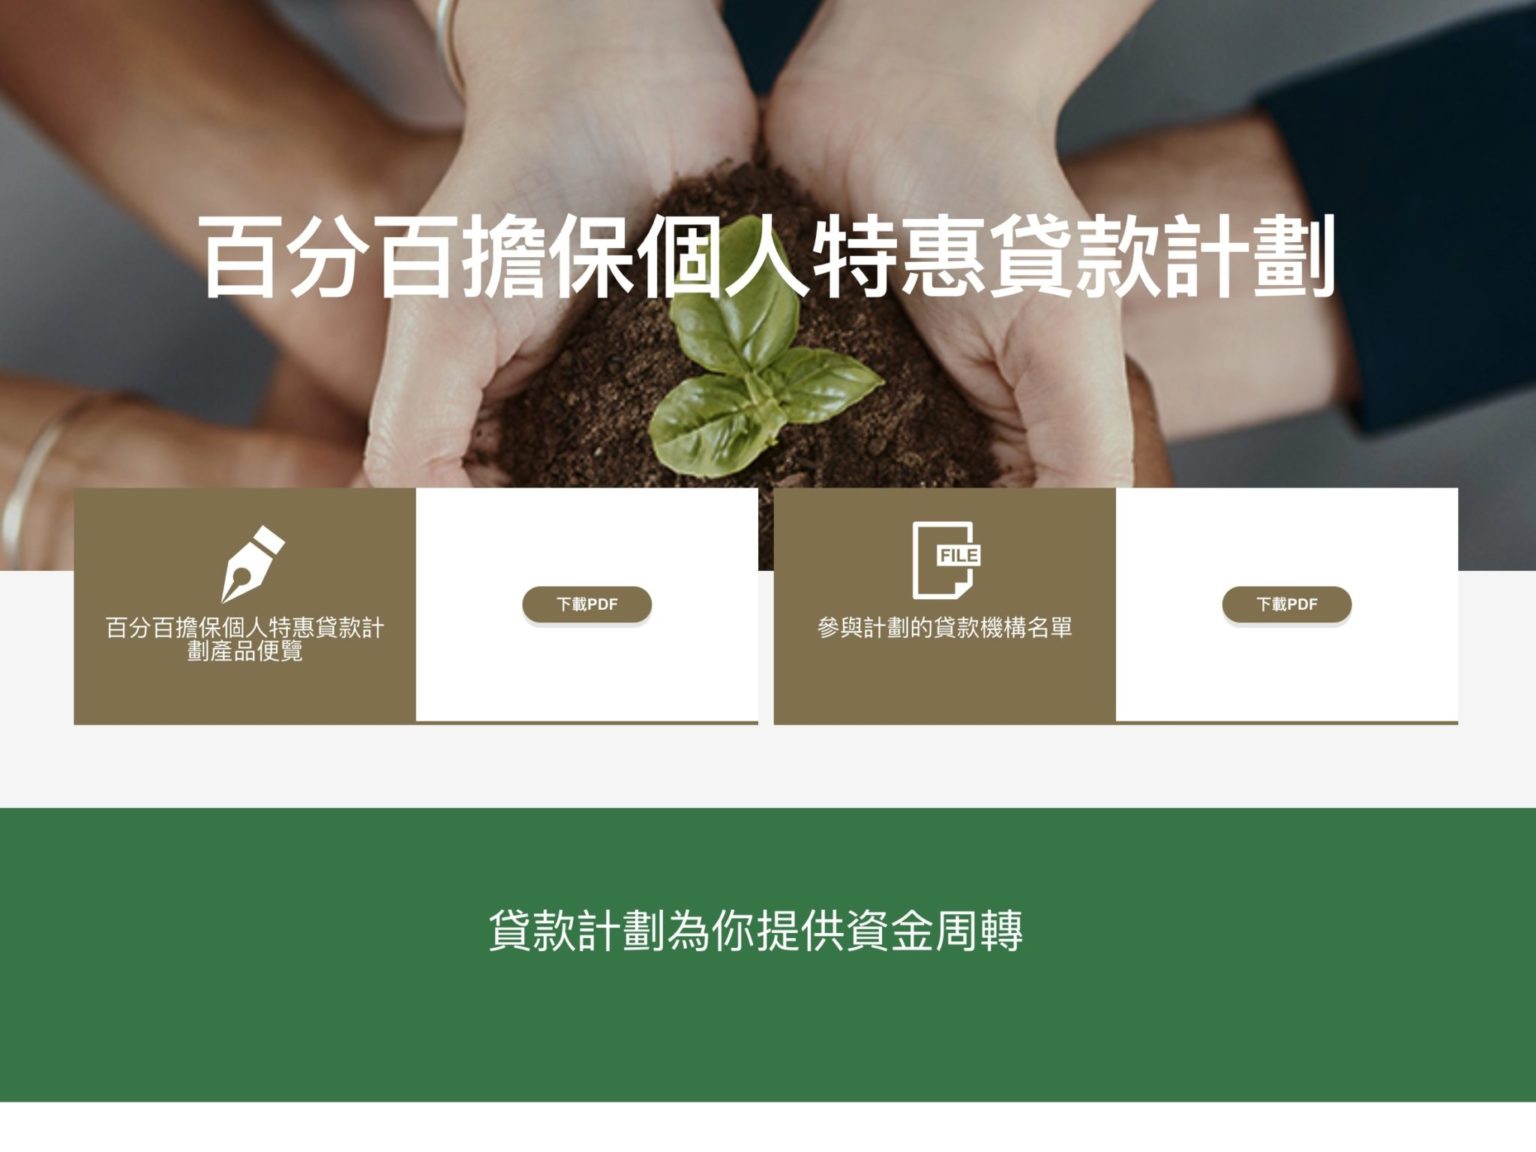 百分百擔保個人特惠貸款計劃
百分百擔保個人特惠貸款計
劃產品便覽
下載PDF
FILE
參與計劃的貸款機構名單
下載PDF
貸款計劃為你提供資金周轉